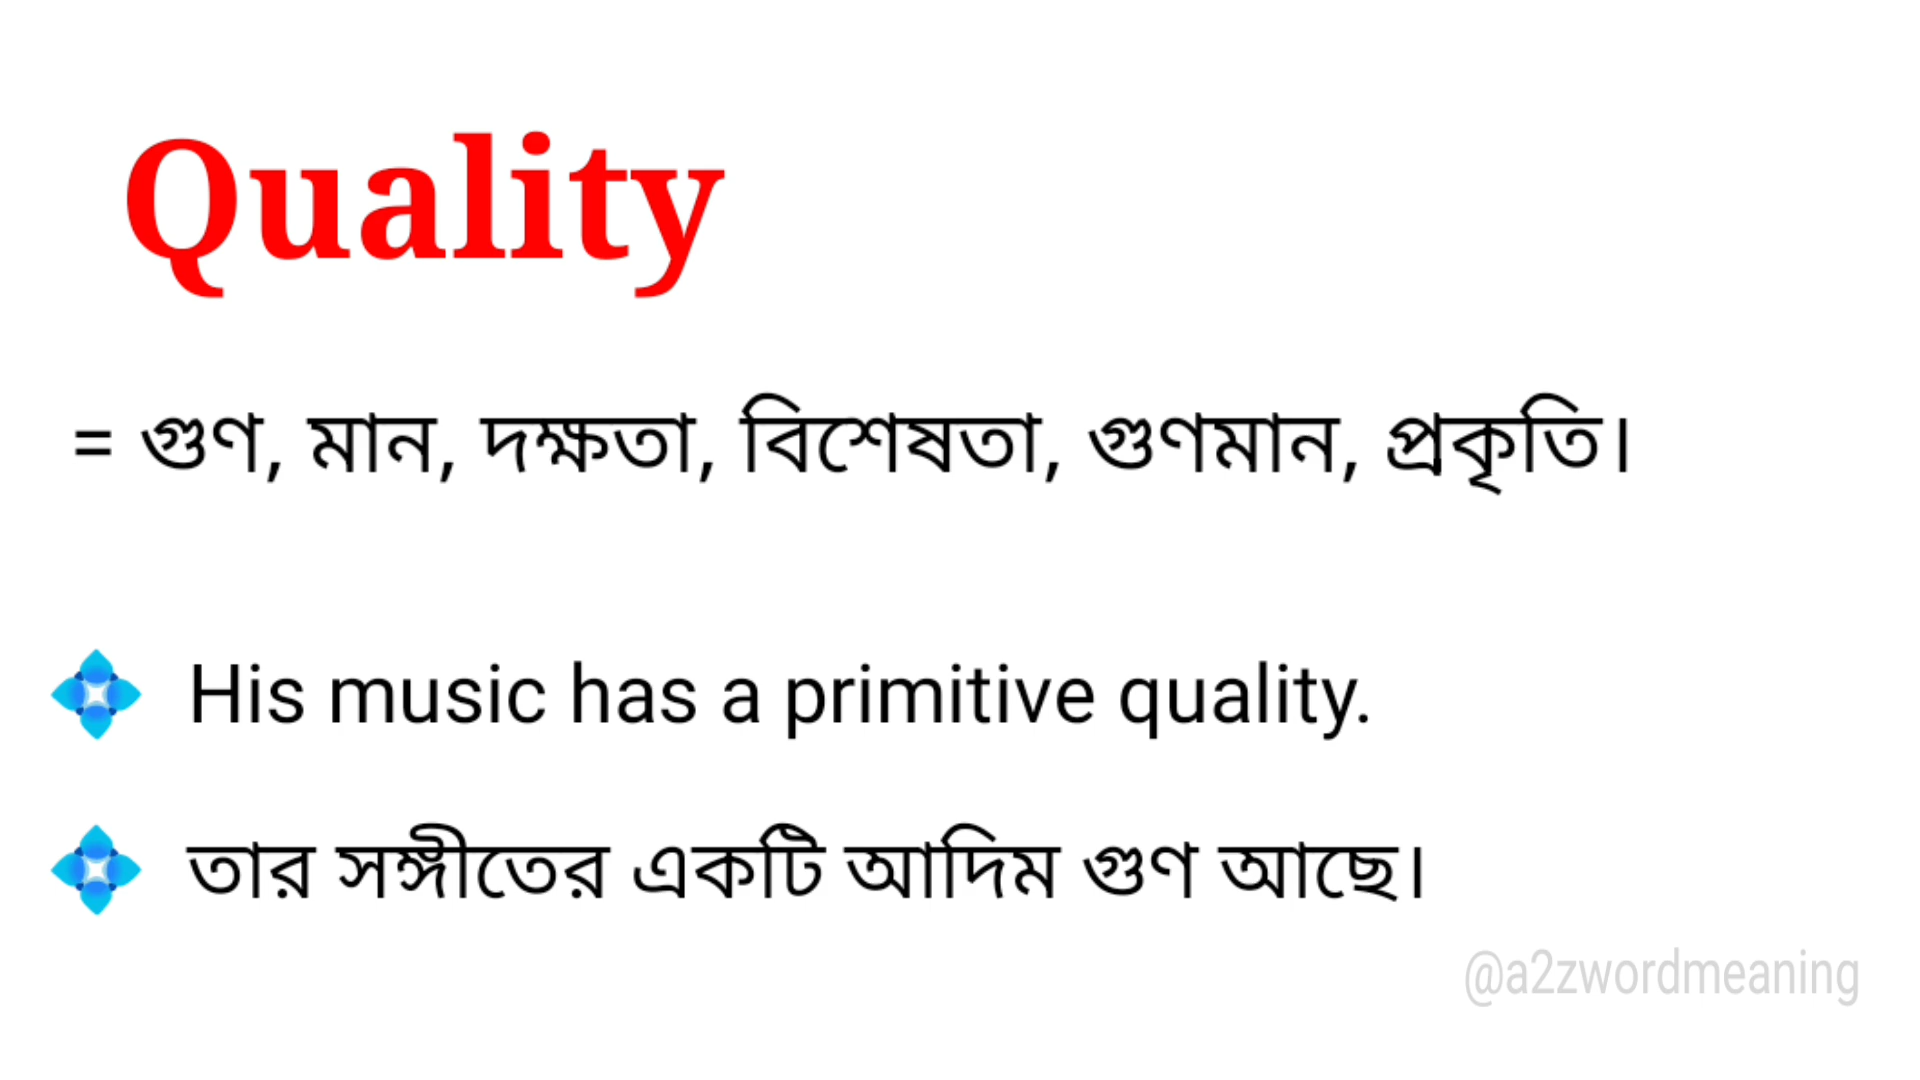 Quality
= গুণ, মান, দক্ষতা, বিশেষতা, গুণমান, প্রকৃতি।
His music has a primitive quality.
তার সঙ্গীতের একটি আদিম গুণ আছে।
@a2zwordmeaning